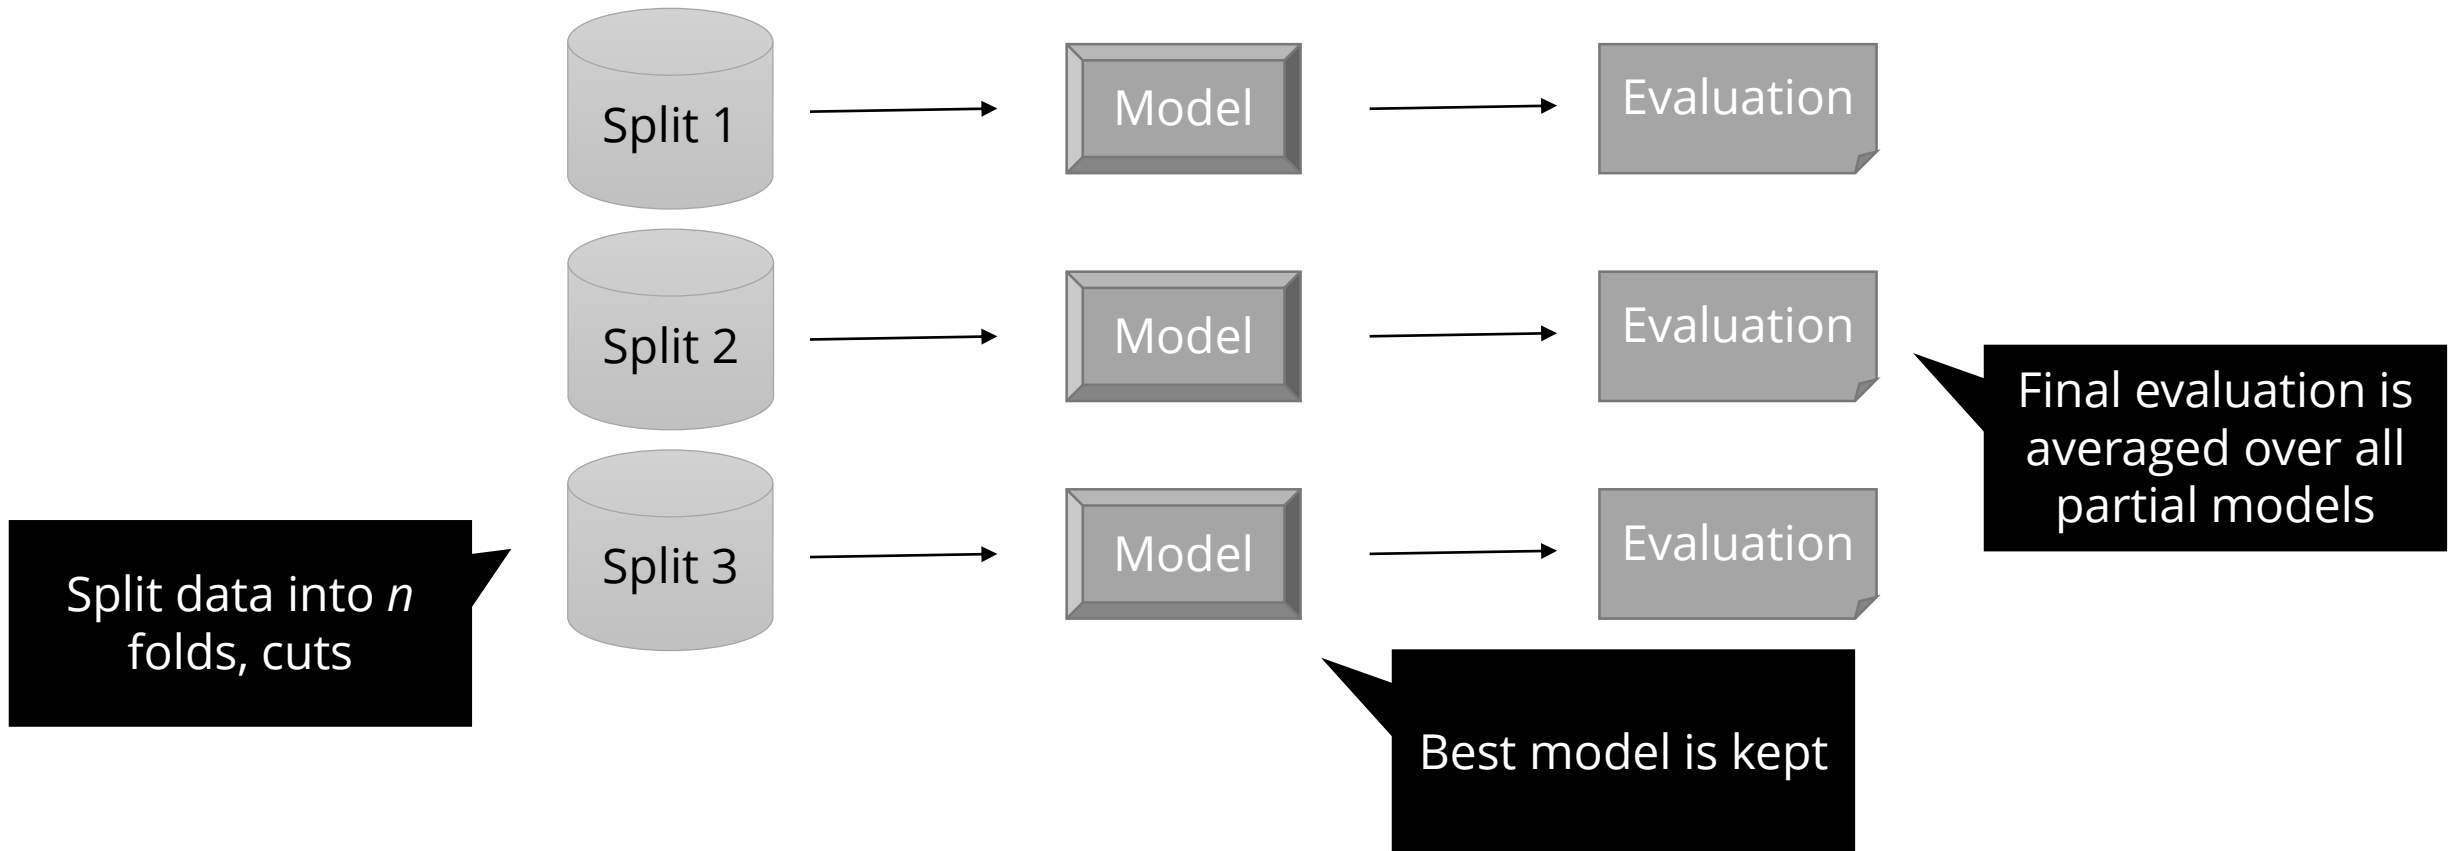 Split 1
Model
Evaluation
Split 2
Model
Evaluation
Final evaluation is
averaged over all
partial models
Split 3
Model
Evaluation
Split data into n
folds, cuts
Best model is kept